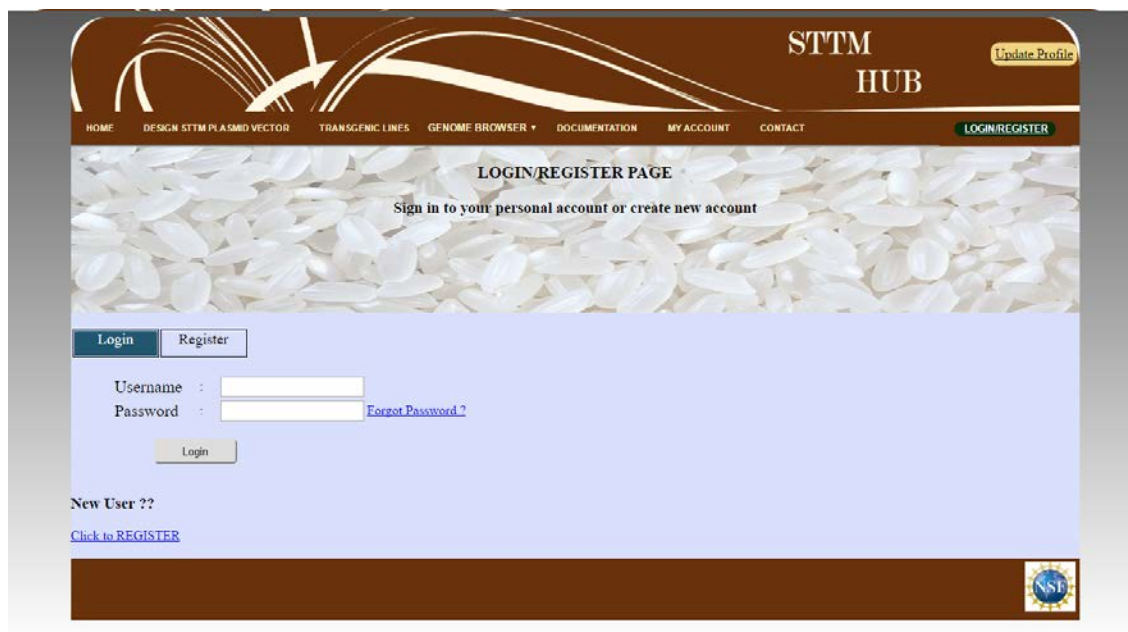 STTM
HUB
Update Profile
HOME DESIGN STTM PLASMID VECTOR TRANSGENIC LINES GENOME BROWSER ▾ DOCUMENTATION MY ACCOUNT CONTACT LOGIN/REGISTER
LOGIN/REGISTER PAGE
Sign in to your personal account or create new account
Login Register
Username :
Password : Forgot Password ?
Login
New User ??
Click to REGISTER
NSF